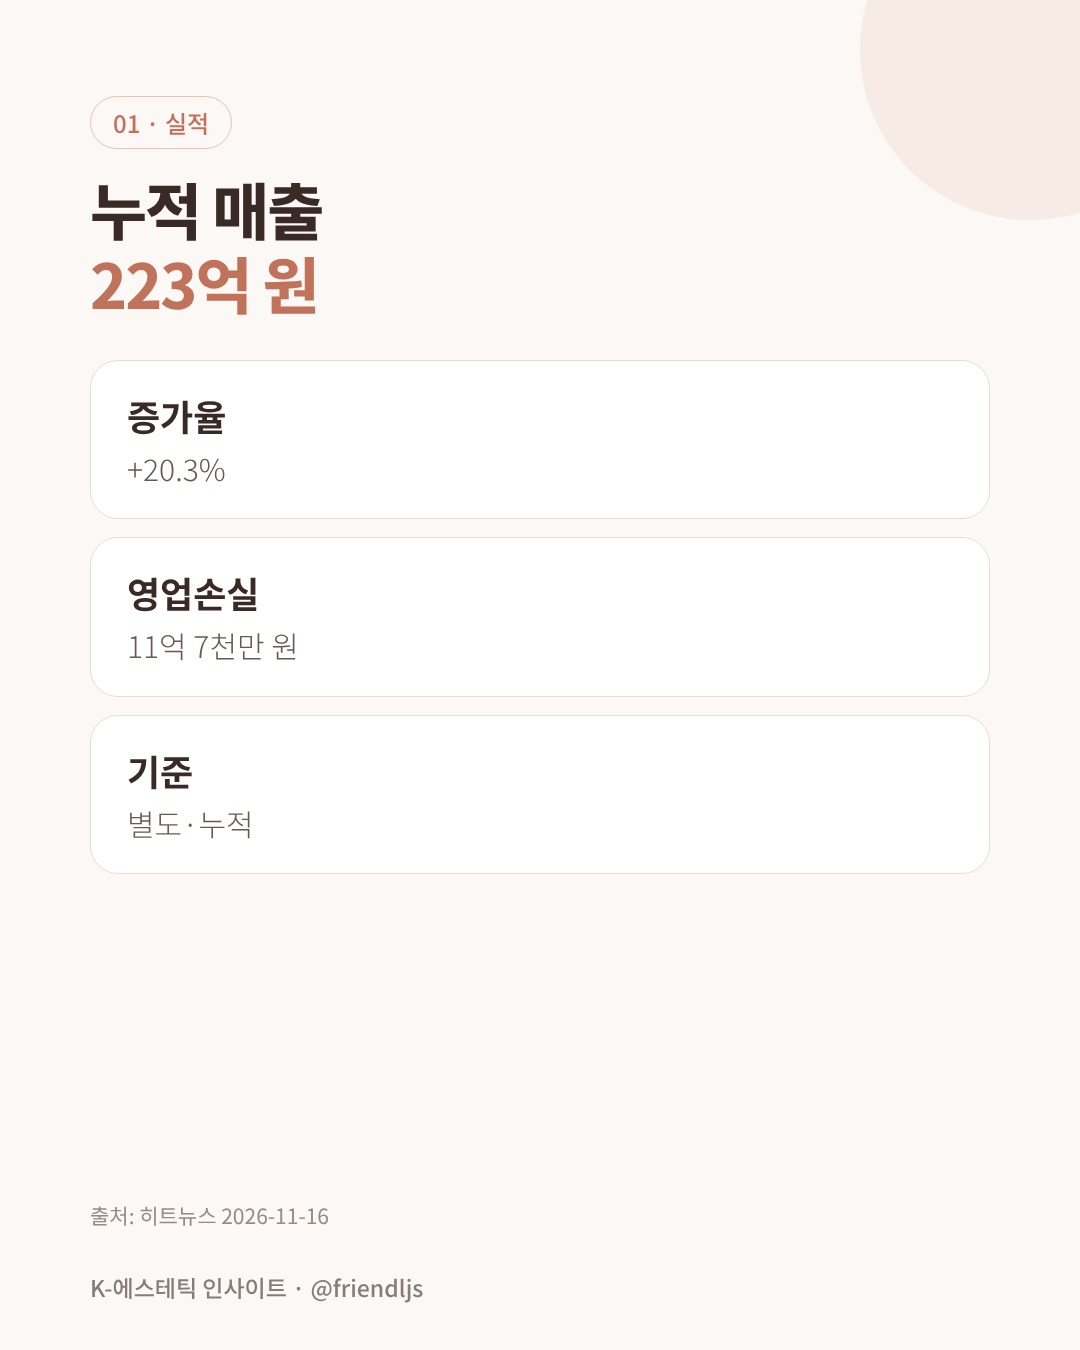 01 · 실적
누적 매출
223억 원
증가율
+20.3%
영업손실
11억 7천만 원
기준
별도·누적
출처: 히트뉴스 2026-11-16
K-에스테틱 인사이트 · @friendljs